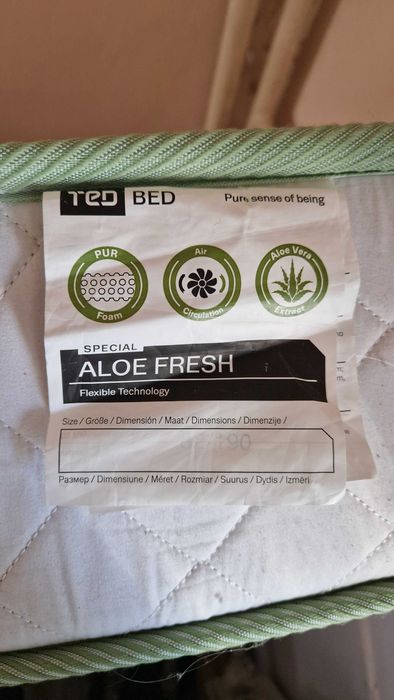 TED BED
Pure sense of being
PUR
Foam
Air
Circulation
Aloe Vera
Extract
SPECIAL
ALOE FRESH
Flexible Technology
Size / Größe / Dimensión / Maat / Dimensions / Dimenzije /
Размер / Dimensiune / Méret / Rozmiar / Suurus / Dydis / Izmēri